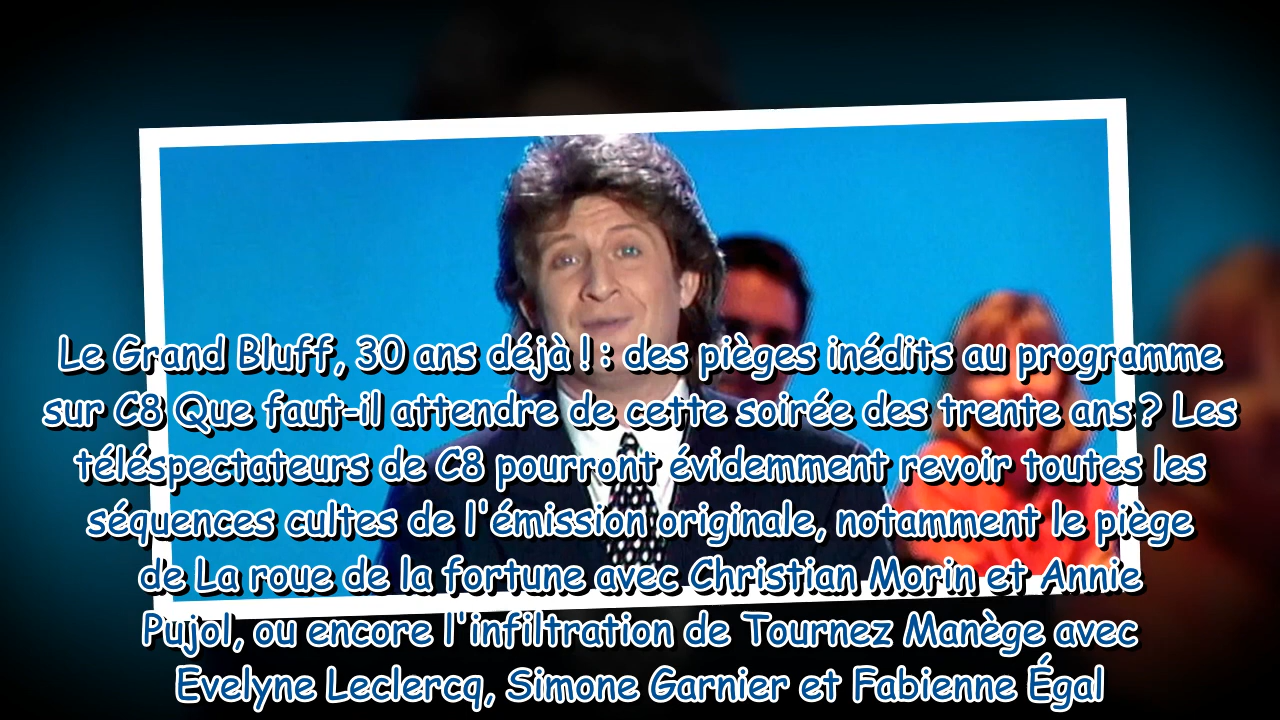 Le Grand Bluff, 30 ans déjà ! : des pièges inédits au programme
sur C8 Que faut-il attendre de cette soirée des trente ans ? Les
téléspectateurs de C8 pourront évidemment revoir toutes les
séquences cultes de l'émission originale, notamment le piège
de La roue de la fortune avec Christian Morin et Annie
Pujol, ou encore l'infiltration de Tournez Manège avec
Evelyne Leclercq, Simone Garnier et Fabienne Égal